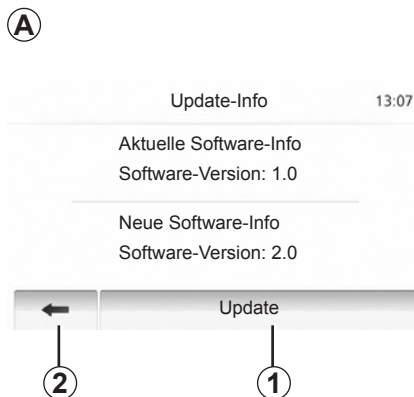 A
Update-Info 13:07
Aktuelle Software-Info
Software-Version: 1.0
Neue Software-Info
Software-Version: 2.0
Update
2 1